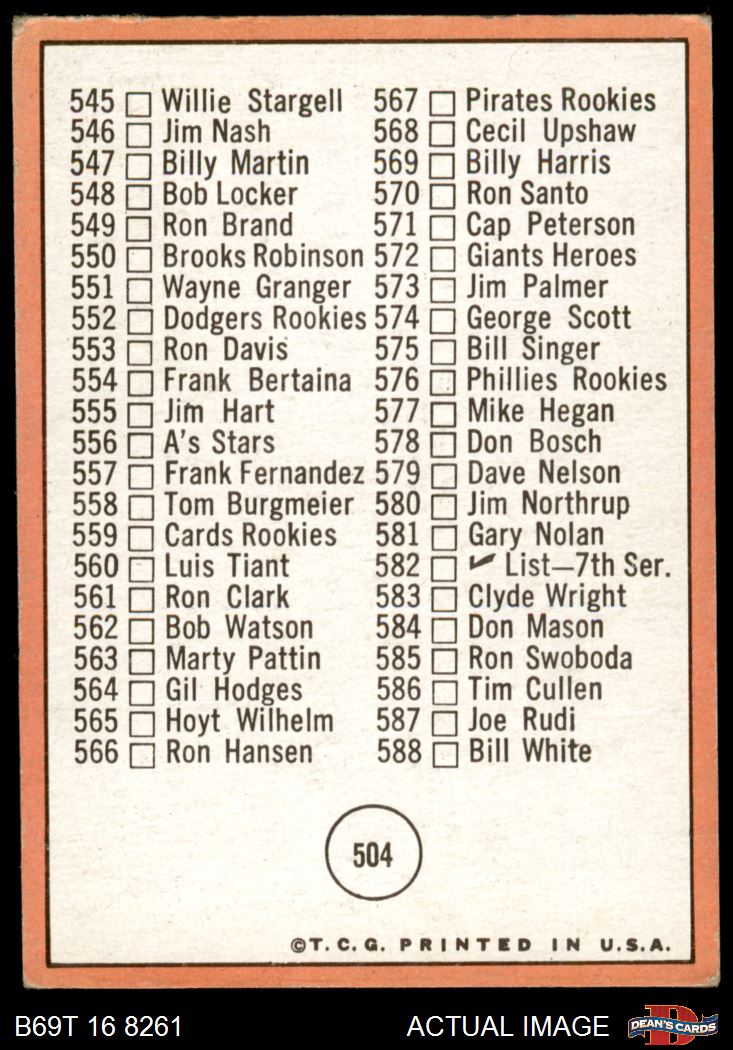 545 Willie Stargell
546 Jim Nash
547 Billy Martin
548 Bob Locker
549 Ron Brand
550 Brooks Robinson
551 Wayne Granger
552 Dodgers Rookies
553 Ron Davis
554 Frank Bertaina
555 Jim Hart
556 A's Stars
557 Frank Fernandez
558 Tom Burgmeier
559 Cards Rookies
560 Luis Tiant
561 Ron Clark
562 Bob Watson
563 Marty Pattin
564 Gil Hodges
565 Hoyt Wilhelm
566 Ron Hansen
567 Pirates Rookies
568 Cecil Upshaw
569 Billy Harris
570 Ron Santo
571 Cap Peterson
572 Giants Heroes
573 Jim Palmer
574 George Scott
575 Bill Singer
576 Phillies Rookies
577 Mike Hegan
578 Don Bosch
579 Dave Nelson
580 Jim Northrup
581 Gary Nolan
582 ✔ List—7th Ser.
583 Clyde Wright
584 Don Mason
585 Ron Swoboda
586 Tim Cullen
587 Joe Rudi
588 Bill White
504
©T.C.G. PRINTED IN U.S.A.
B69T 16 8261
ACTUAL IMAGE
DEAN'S CARDS